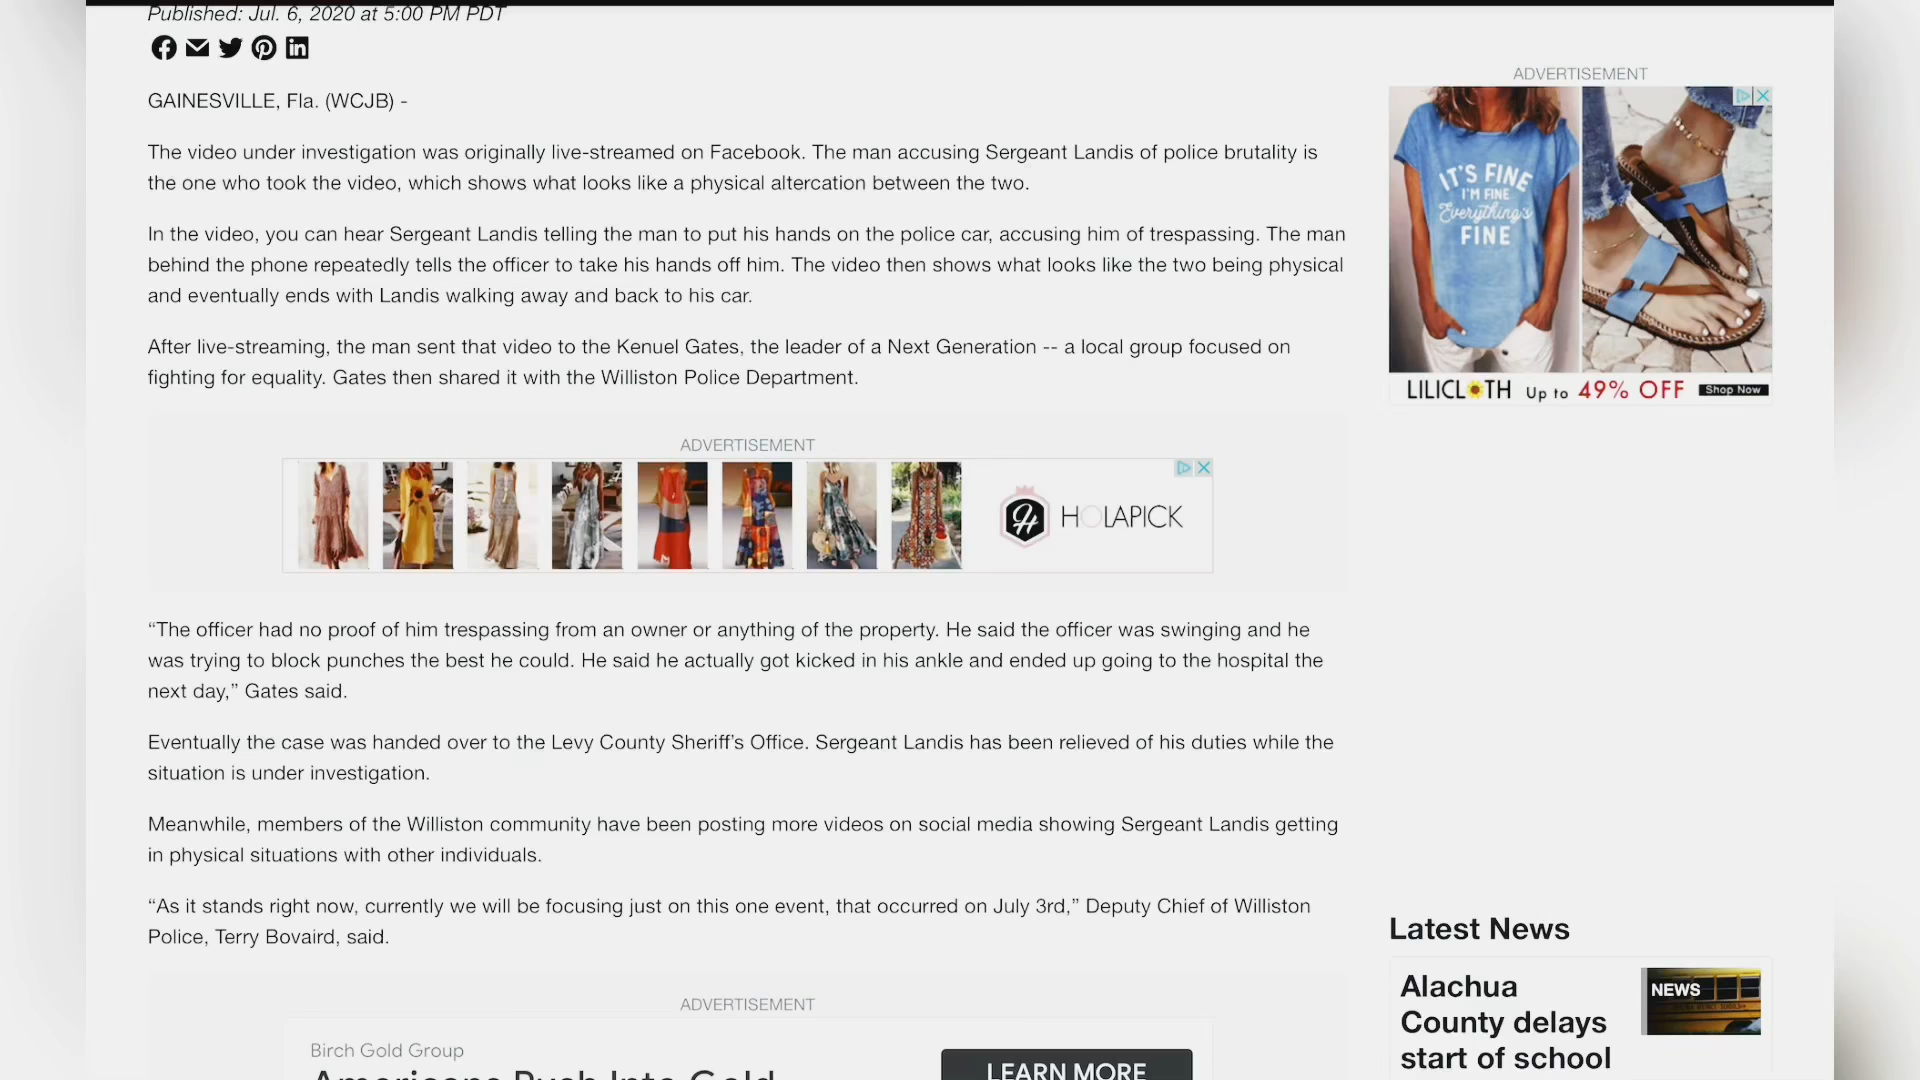 Published: Jul. 6, 2020 at 5:00 PM PDT
GAINESVILLE, Fla. (WCJB) -
The video under investigation was originally live-streamed on Facebook. The man accusing Sergeant Landis of police brutality is
the one who took the video, which shows what looks like a physical altercation between the two.
In the video, you can hear Sergeant Landis telling the man to put his hands on the police car, accusing him of trespassing. The man
behind the phone repeatedly tells the officer to take his hands off him. The video then shows what looks like the two being physical
and eventually ends with Landis walking away and back to his car.
After live-streaming, the man sent that video to the Kenuel Gates, the leader of a Next Generation -- a local group focused on
fighting for equality. Gates then shared it with the Williston Police Department.
ADVERTISEMENT
HOLAPICK
“The officer had no proof of him trespassing from an owner or anything of the property. He said the officer was swinging and he
was trying to block punches the best he could. He said he actually got kicked in his ankle and ended up going to the hospital the
next day,” Gates said.
Eventually the case was handed over to the Levy County Sheriff’s Office. Sergeant Landis has been relieved of his duties while the
situation is under investigation.
Meanwhile, members of the Williston community have been posting more videos on social media showing Sergeant Landis getting
in physical situations with other individuals.
“As it stands right now, currently we will be focusing just on this one event, that occurred on July 3rd,” Deputy Chief of Williston
Police, Terry Bovaird, said.
ADVERTISEMENT
Birch Gold Group
Americans Push Into Gold
LEARN MORE
ADVERTISEMENT
IT'S FINE
I'M FINE
Everything's
FINE
LILICLOTH Up to 49% OFF Shop Now
Latest News
Alachua
County delays
start of school
NEWS